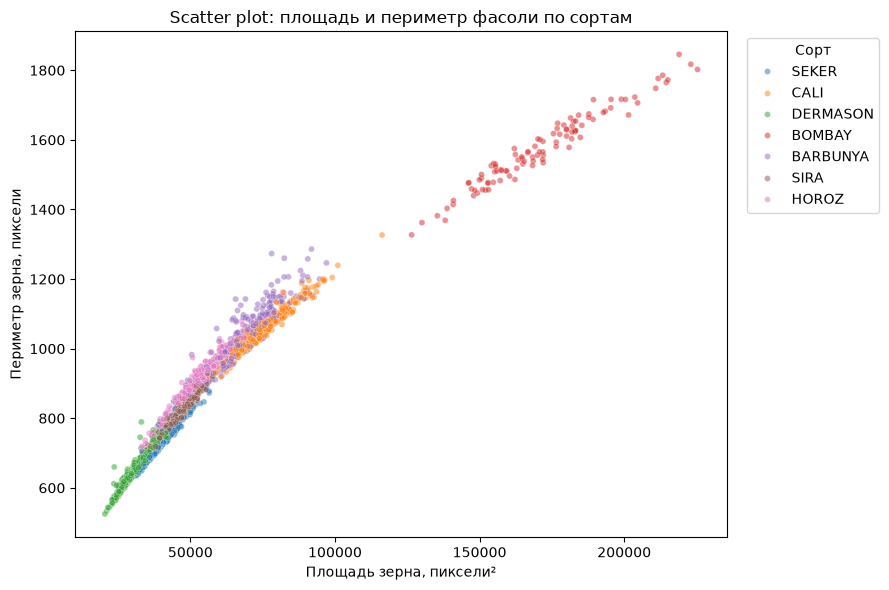 Scatter plot: площадь и периметр фасоли по сортам
Периметр зерна, пиксели
1800
1600
1400
1200
1000
800
600
50000
100000
150000
200000
Площадь зерна, пиксели²
Сорт
SEKER
CALI
DERMASON
BOMBAY
BARBUNYA
SIRA
HOROZ